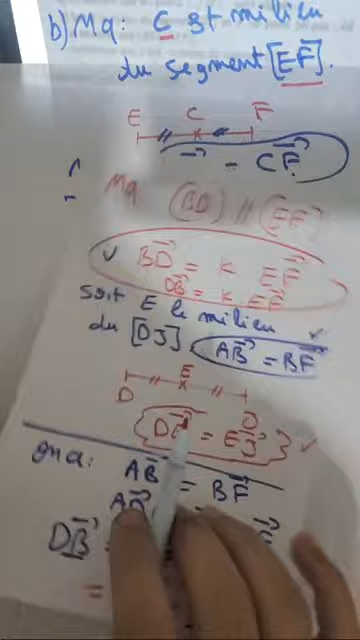 b) Mq: C est milieu
du segment [EF].
E C F
= CF.
Mq (BD) // (EF)
BD = k EF
DB = k EF
soit E le milieu
du [DJ]. AB = BF
D E J
= EJ
on a:
AB = BF
DB
=